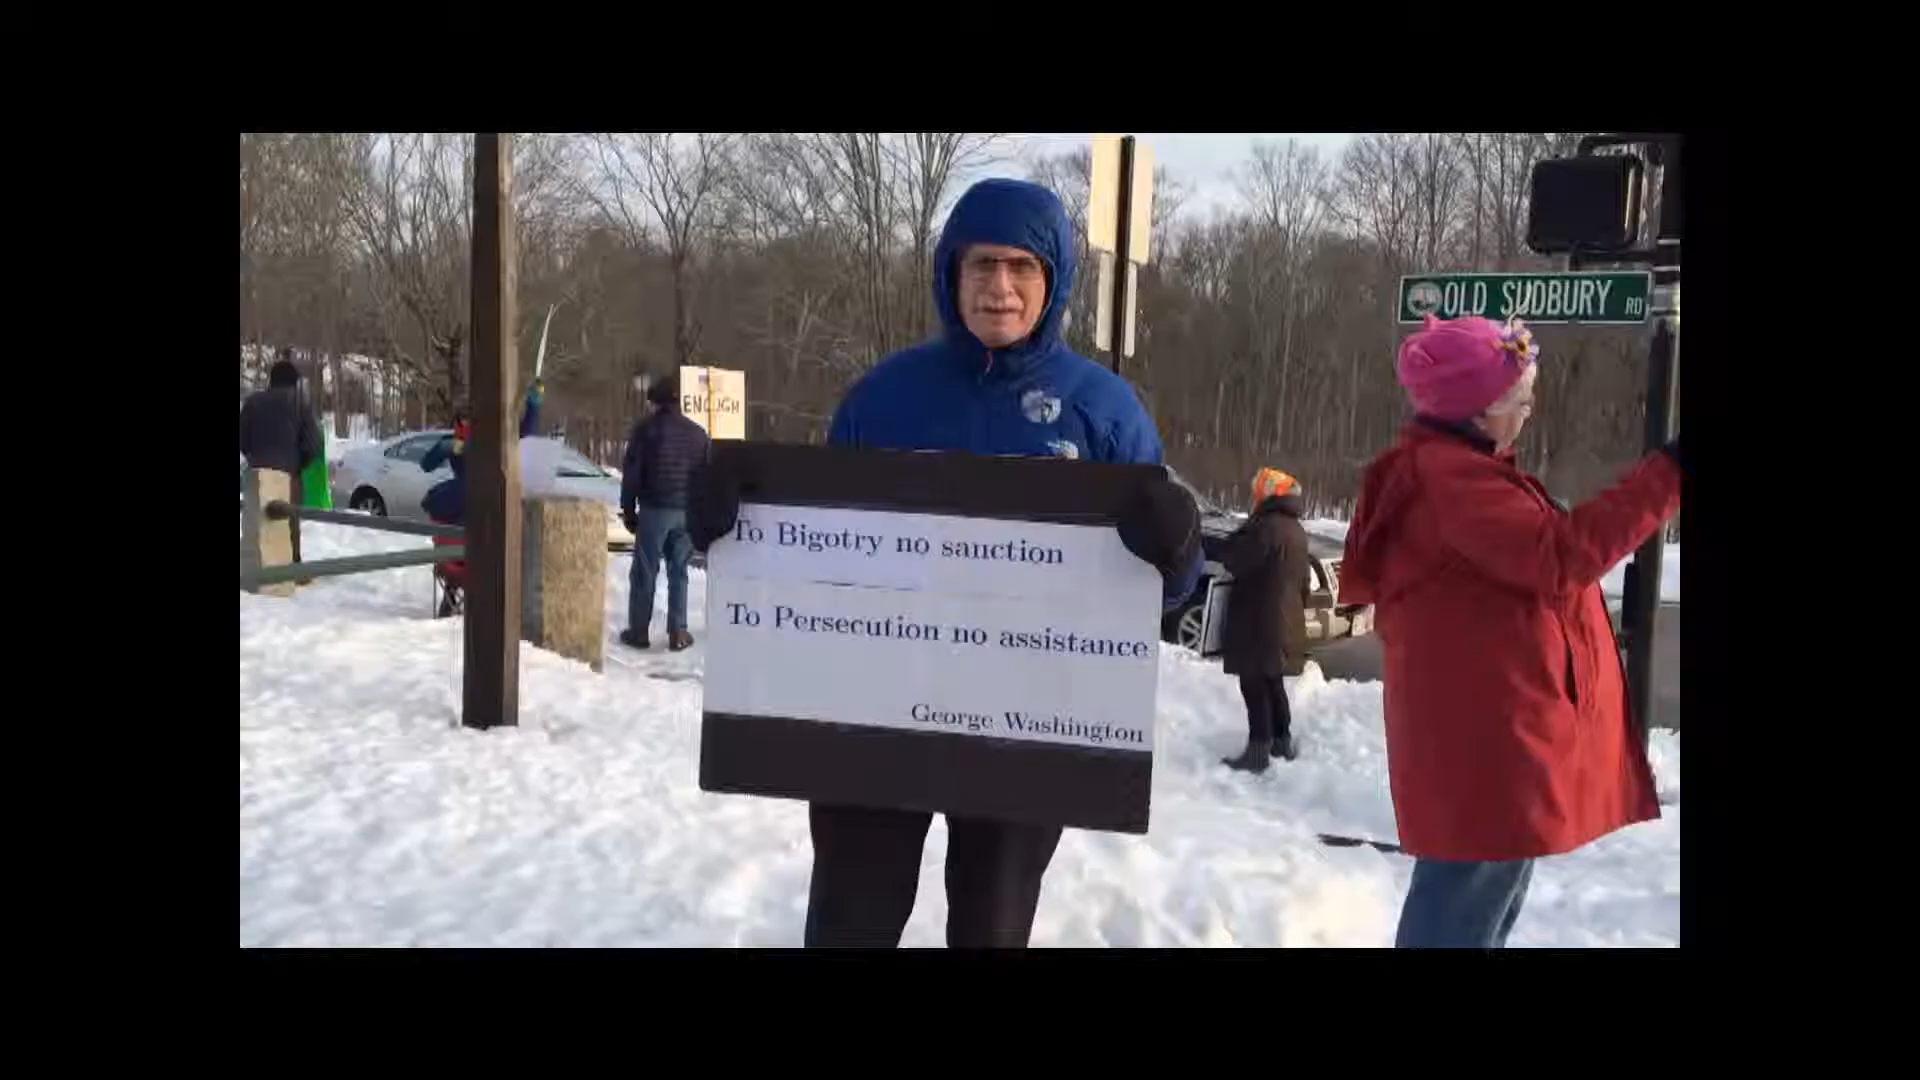 OLD SUDBURY RD
ENOUGH
To Bigotry no sanction
To Persecution no assistance
George Washington